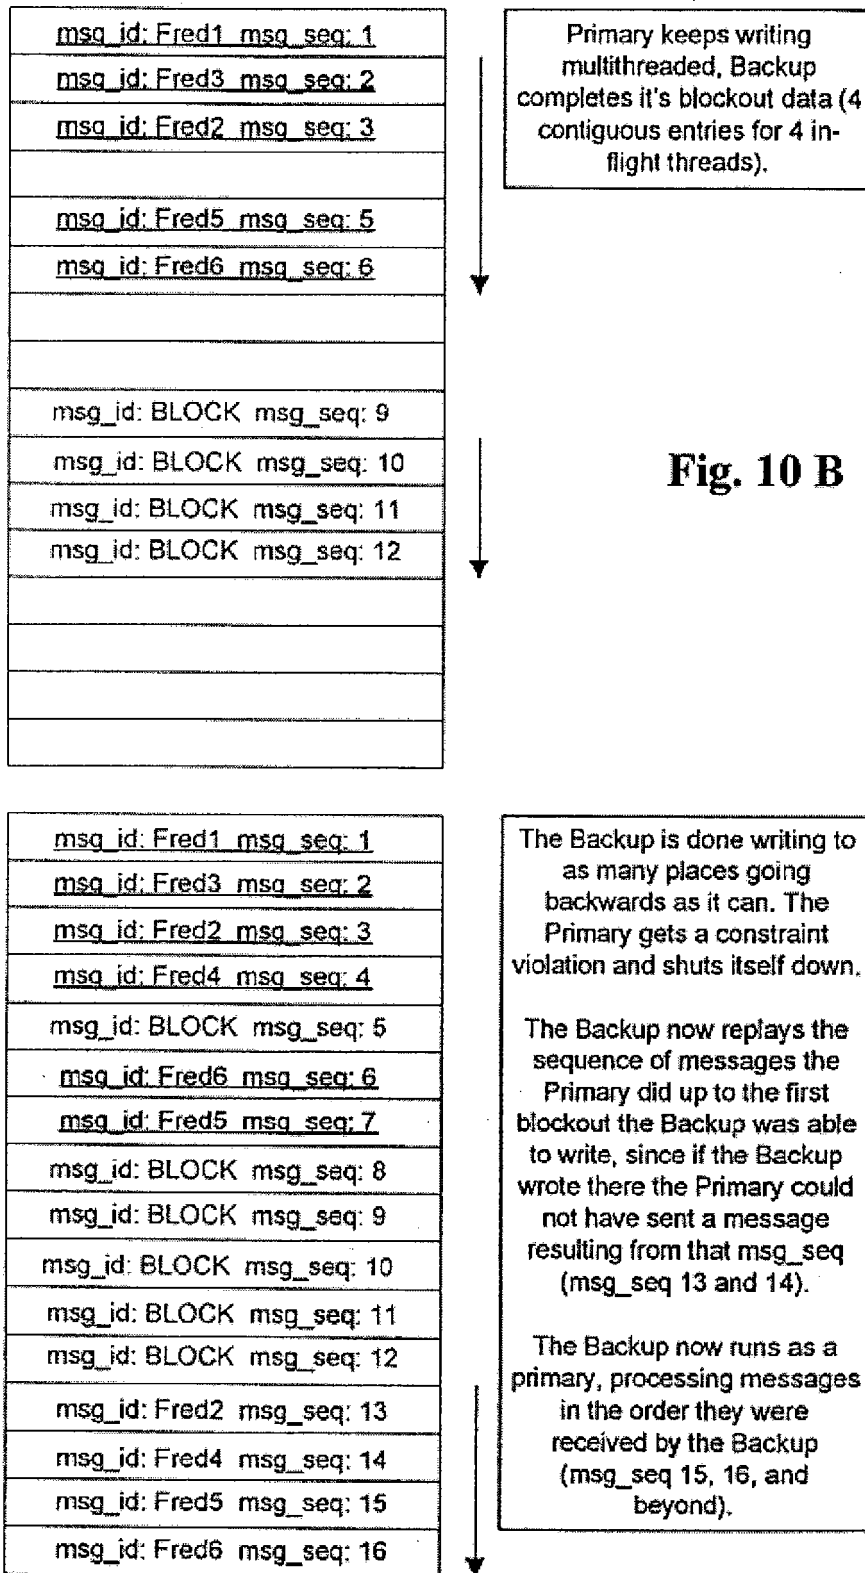 msg_id: Fred1 msg_seq: 1
msg_id: Fred3 msg_seq: 2
msg_id: Fred2 msg_seq: 3
msg_id: Fred5 msg_seq: 5
msg_id: Fred6 msg_seq: 6
msg_id: BLOCK msg_seq: 9
msg_id: BLOCK msg_seq: 10
msg_id: BLOCK msg_seq: 11
msg_id: BLOCK msg_seq: 12
Primary keeps writing
multithreaded, Backup
completes it's blockout data (4
contiguous entries for 4 in-
flight threads).
Fig. 10 B
msg_id: Fred1 msg_seq: 1
msg_id: Fred3 msg_seq: 2
msg_id: Fred2 msg_seq: 3
msg_id: Fred4 msg_seq: 4
msg_id: BLOCK msg_seq: 5
msg_id: Fred6 msg_seq: 6
msg_id: Fred5 msg_seq: 7
msg_id: BLOCK msg_seq: 8
msg_id: BLOCK msg_seq: 9
msg_id: BLOCK msg_seq: 10
msg_id: BLOCK msg_seq: 11
msg_id: BLOCK msg_seq: 12
msg_id: Fred2 msg_seq: 13
msg_id: Fred4 msg_seq: 14
msg_id: Fred5 msg_seq: 15
msg_id: Fred6 msg_seq: 16
The Backup is done writing to
as many places going
backwards as it can. The
Primary gets a constraint
violation and shuts itself down.
The Backup now replays the
sequence of messages the
Primary did up to the first
blockout the Backup was able
to write, since if the Backup
wrote there the Primary could
not have sent a message
resulting from that msg_seq
(msg_seq 13 and 14).
The Backup now runs as a
primary, processing messages
in the order they were
received by the Backup
(msg_seq 15, 16, and
beyond).